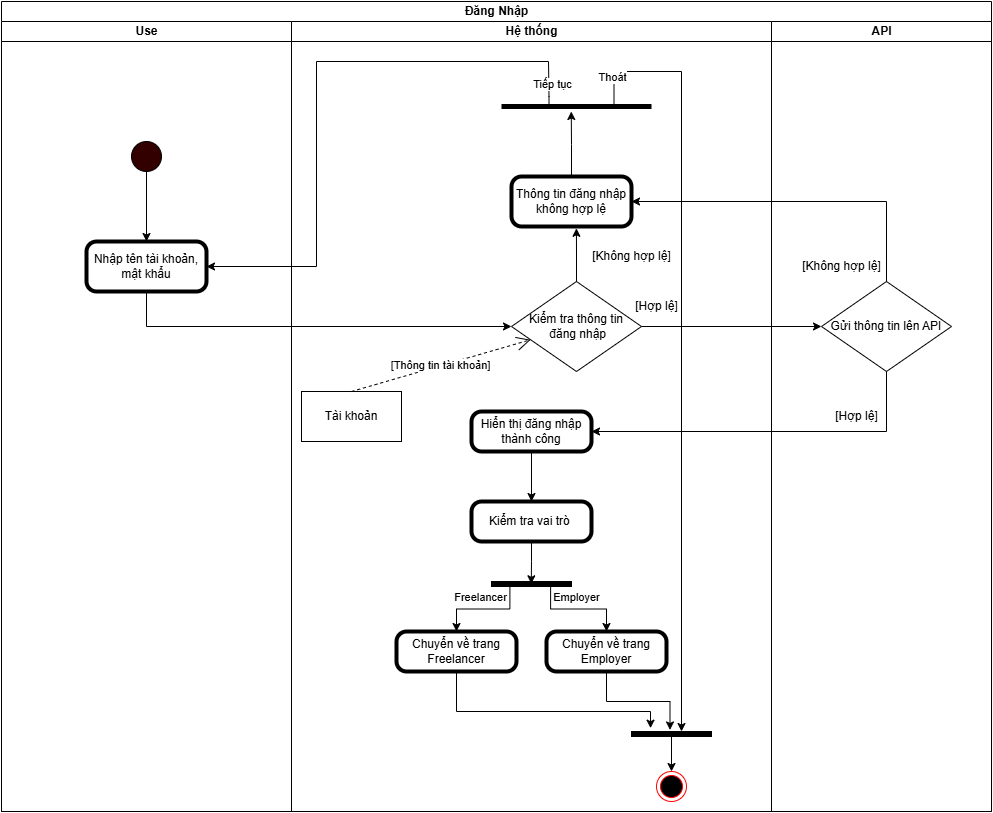 Đăng Nhập
Use
Hệ thống
API
Tiếp tục
Thoát
Thông tin đăng nhập
không hợp lệ
Nhập tên tài khoản,
mật khẩu
[Không hợp lệ]
[Không hợp lệ]
[Hợp lệ]
Kiểm tra thông tin
đăng nhập
Gửi thông tin lên API
[Thông tin tài khoản]
Tài khoản
[Hợp lệ]
Hiển thị đăng nhập
thành công
Kiểm tra vai trò
Freelancer
Employer
Chuyển về trang
Freelancer
Chuyển về trang
Employer